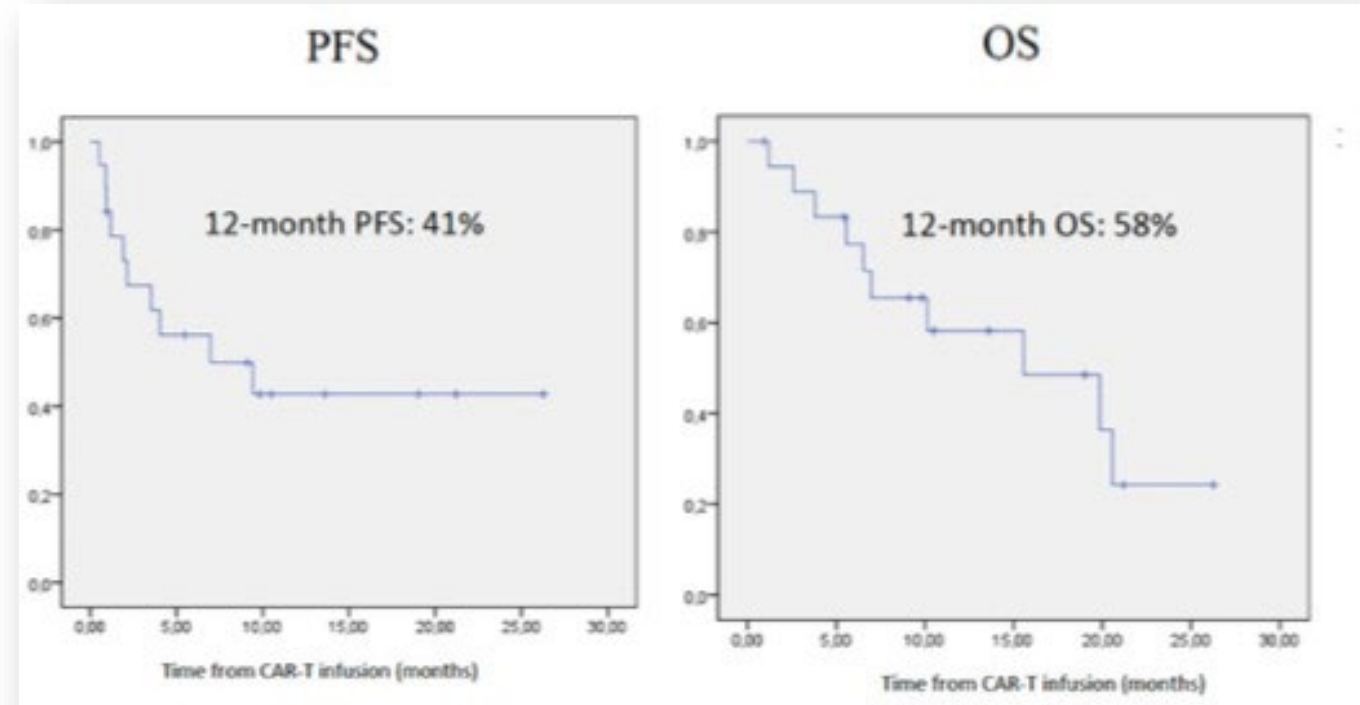 PFS
1,0
0,8
0,6
0,4
0,2
0,0
12-month PFS: 41%
0,00 5,00 10,00 15,00 20,00 25,00 30,00
Time from CAR-T infusion (months)
OS
1,0
0,8
0,6
0,4
0,2
0,0
12-month OS: 58%
0,00 5,00 10,00 15,00 20,00 25,00 30,00
Time from CAR-T infusion (months)